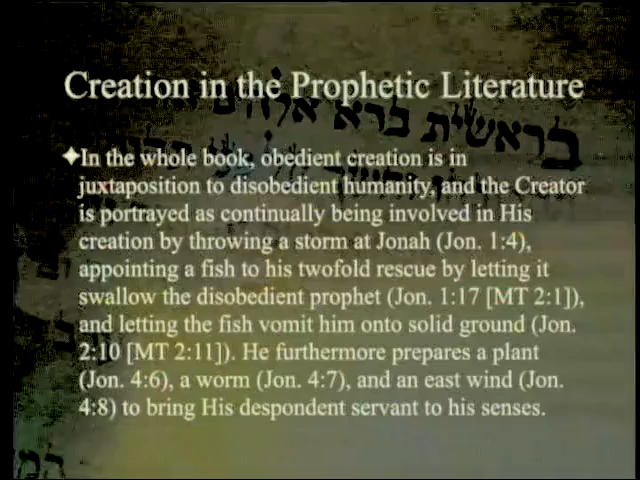 Creation in the Prophetic Literature
בראשית ברא אלהים
✦In the whole book, obedient creation is in
juxtaposition to disobedient humanity, and the Creator
is portrayed as continually being involved in His
creation by throwing a storm at Jonah (Jon. 1:4),
appointing a fish to his twofold rescue by letting it
swallow the disobedient prophet (Jon. 1:17 [MT 2:1]),
and letting the fish vomit him onto solid ground (Jon.
2:10 [MT 2:11]). He furthermore prepares a plant
(Jon. 4:6), a worm (Jon. 4:7), and an east wind (Jon.
4:8) to bring His despondent servant to his senses.